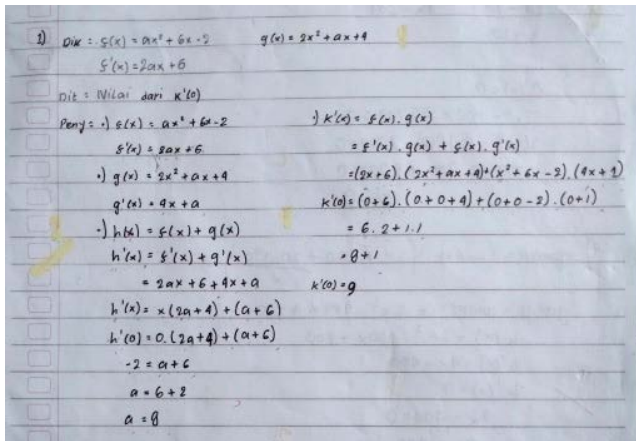 2) Dik : f(x) = ax² + 6x - 2 g(x) = 2x² + ax + 4
f'(x) = 2ax + 6
Dit : Nilai dari k'(0)
Peny : •) f(x) = ax² + 6x - 2
f'(x) = 2ax + 6
•) g(x) = 2x² + ax + 4
g'(x) = 4x + a
•) h(x) = f(x) + g(x)
h'(x) = f'(x) + g'(x)
= 2ax + 6 + 4x + a
h'(x) = x (2a + 4) + (a + 6)
h'(0) = 0. (2a + 4) + (a + 6)
-2 = a + 6
a = 6 + 2
a = 8
•) k'(x) = f(x) . g(x)
= f'(x) . g(x) + f(x) . g'(x)
= (2x + 6) . (2x² + ax + 4) + (x² + 6x - 2) . (4x + 1)
k'(0) = (0 + 6) . (0 + 0 + 4) + (0 + 0 - 2) . (0 + 1)
= 6 . 2 + 1 . 1
= 8 + 1
k'(0) = 9